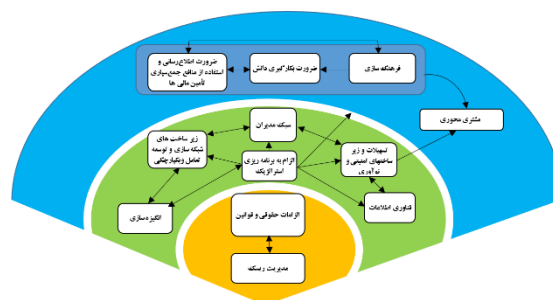 فرهنگ سازی
ضرورت بکارگیری دانش
ضرورت اطلاع‌رسانی و
استفاده از منافع جمع‌سپاری
تأمین مالی ها
مشتری محوری
شبکه مدیران
تسهیلات و زیر
ساختهای امنیتی و
نوآوری
زیر ساخت های
شبکه سازی و توسعه
تعامل ویکپارچگی
الزام به برنامه ریزی
استراتژیک
فناوری اطلاعات
انگیزه‌سازی
الزامات حقوقی و قوانین
مدیریت ریسک